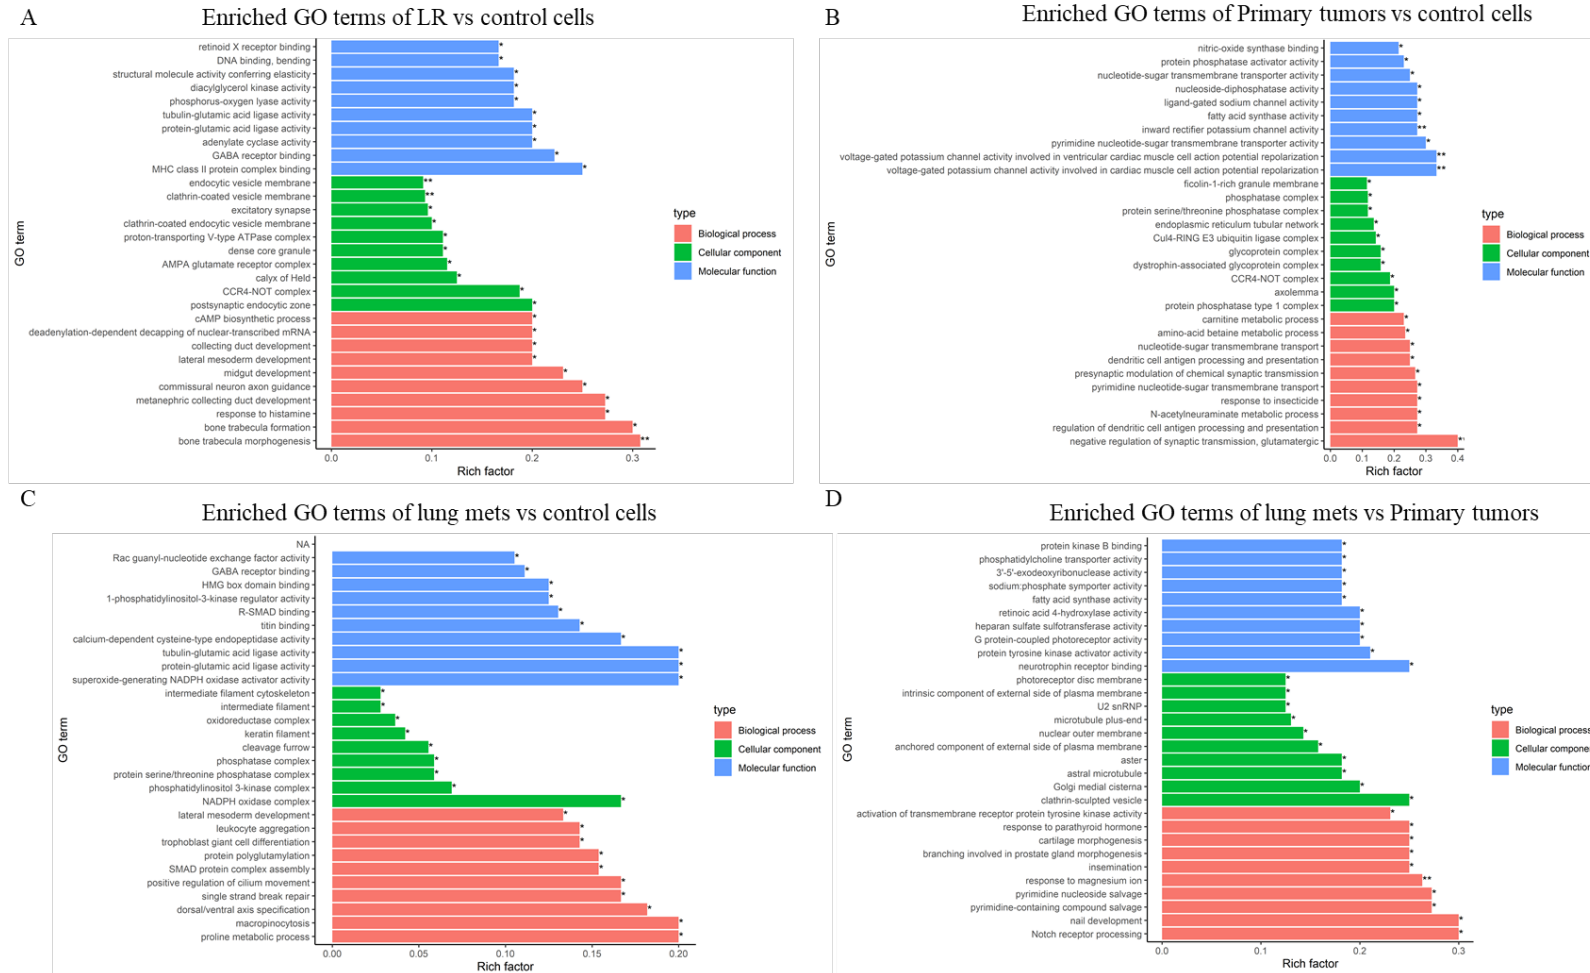 A
Enriched GO terms of LR vs control cells
retinoid X receptor binding
DNA binding, bending
structural molecule activity conferring elasticity
diacylglycerol kinase activity
phosphorus-oxygen lyase activity
tubulin-glutamic acid ligase activity
protein-glutamic acid ligase activity
adenylate cyclase activity
GABA receptor binding
MHC class II protein complex binding
endocytic vesicle membrane
clathrin-coated vesicle membrane
excitatory synapse
clathrin-coated endocytic vesicle membrane
proton-transporting V-type ATPase complex
dense core granule
AMPA glutamate receptor complex
calyx of Held
CCR4-NOT complex
postsynaptic endocytic zone
cAMP biosynthetic process
deadenylation-dependent decapping of nuclear-transcribed mRNA
collecting duct development
lateral mesoderm development
midgut development
commissural neuron axon guidance
metanephric collecting duct development
response to histamine
bone trabecula formation
bone trabecula morphogenesis
GO term
0.0 0.1 0.2 0.3
Rich factor
type
Biological process
Cellular component
Molecular function
B
Enriched GO terms of Primary tumors vs control cells
nitric-oxide synthase binding
protein phosphatase activator activity
nucleotide-sugar transmembrane transporter activity
nucleoside-diphosphatase activity
ligand-gated sodium channel activity
fatty acid synthase activity
inward rectifier potassium channel activity
pyrimidine nucleotide-sugar transmembrane transporter activity
voltage-gated potassium channel activity involved in ventricular cardiac muscle cell action potential repolarization
voltage-gated potassium channel activity involved in cardiac muscle cell action potential repolarization
ficolin-1-rich granule membrane
phosphatase complex
protein serine/threonine phosphatase complex
endoplasmic reticulum tubular network
Cul4-RING E3 ubiquitin ligase complex
glycoprotein complex
dystrophin-associated glycoprotein complex
CCR4-NOT complex
axolemma
protein phosphatase type 1 complex
carnitine metabolic process
amino-acid betaine metabolic process
nucleotide-sugar transmembrane transport
dendritic cell antigen processing and presentation
presynaptic modulation of chemical synaptic transmission
pyrimidine nucleotide-sugar transmembrane transport
response to insecticide
N-acetylneuraminate metabolic process
regulation of dendritic cell antigen processing and presentation
negative regulation of synaptic transmission, glutamatergic
GO term
0.0 0.1 0.2 0.3 0.4
Rich factor
type
Biological process
Cellular component
Molecular function
C
Enriched GO terms of lung mets vs control cells
NA
Rac guanyl-nucleotide exchange factor activity
GABA receptor binding
HMG box domain binding
1-phosphatidylinositol-3-kinase regulator activity
R-SMAD binding
titin binding
calcium-dependent cysteine-type endopeptidase activity
tubulin-glutamic acid ligase activity
protein-glutamic acid ligase activity
superoxide-generating NADPH oxidase activator activity
intermediate filament cytoskeleton
intermediate filament
oxidoreductase complex
keratin filament
cleavage furrow
phosphatase complex
protein serine/threonine phosphatase complex
phosphatidylinositol 3-kinase complex
NADPH oxidase complex
lateral mesoderm development
leukocyte aggregation
trophoblast giant cell differentiation
protein polyglutamylation
SMAD protein complex assembly
positive regulation of cilium movement
single strand break repair
dorsal/ventral axis specification
macropinocytosis
proline metabolic process
GO term
0.00 0.05 0.10 0.15 0.20
Rich factor
type
Biological process
Cellular component
Molecular function
D
Enriched GO terms of lung mets vs Primary tumors
protein kinase B binding
phosphatidylcholine transporter activity
3'-5'-exodeoxyribonuclease activity
sodium:phosphate symporter activity
fatty acid synthase activity
retinoic acid 4-hydroxylase activity
heparan sulfate sulfotransferase activity
G protein-coupled photoreceptor activity
protein tyrosine kinase activator activity
neurotrophin receptor binding
photoreceptor disc membrane
intrinsic component of external side of plasma membrane
U2 snRNP
microtubule plus-end
nuclear outer membrane
anchored component of external side of plasma membrane
aster
astral microtubule
Golgi medial cisterna
clathrin-sculpted vesicle
activation of transmembrane receptor protein tyrosine kinase activity
response to parathyroid hormone
cartilage morphogenesis
branching involved in prostate gland morphogenesis
insemination
response to magnesium ion
pyrimidine nucleoside salvage
pyrimidine-containing compound salvage
nail development
Notch receptor processing
GO term
0.0 0.1 0.2 0.3
Rich factor
type
Biological process
Cellular component
Molecular function